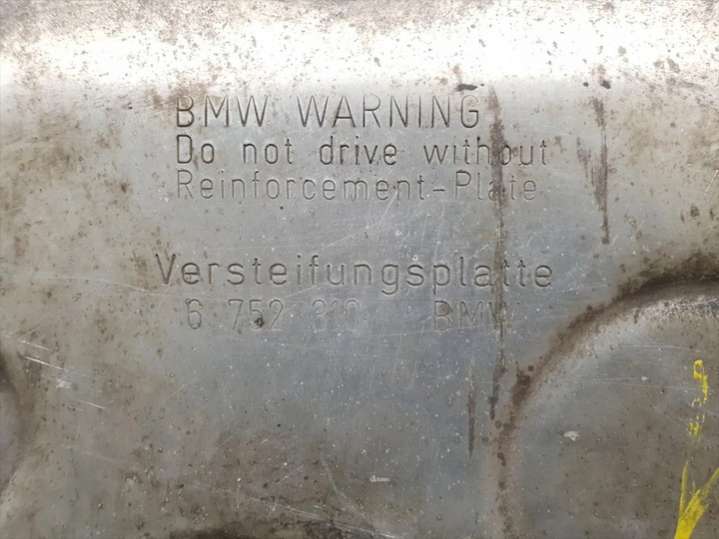 BMW WARNING
Do not drive without
Reinforcement-Plate
Versteifungsplatte
6 752 310 BMW